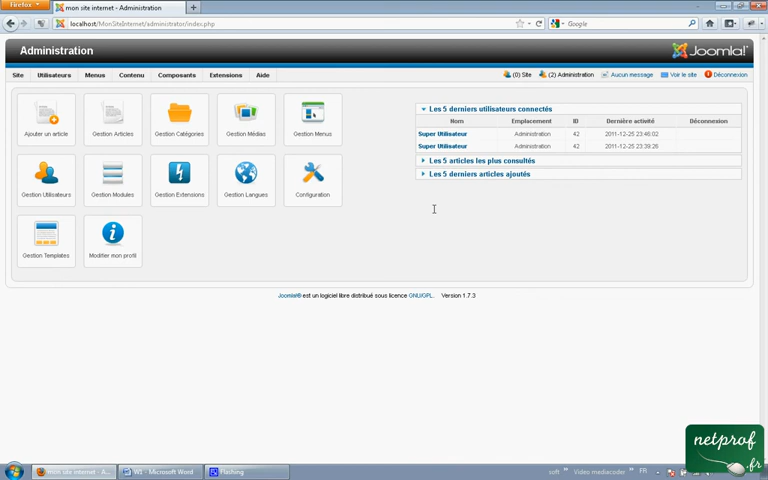 Firefox
mon site internet - Administration
localhost/MonSiteInternet/administrator/index.php
Google
Administration
Joomla!
Site Utilisateurs Menus Contenu Composants Extensions Aide
(0) Site (2) Administration Aucun message Voir le site Déconnexion
Ajouter un article Gestion Articles Gestion Catégories Gestion Médias Gestion Menus
Gestion Utilisateurs Gestion Modules Gestion Extensions Gestion Langues Configuration
Gestion Templates Modifier mon profil
Les 5 derniers utilisateurs connectés
Nom Emplacement ID Dernière activité Déconnexion
Super Utilisateur Administration 42 2011-12-25 23:46:02
Super Utilisateur Administration 42 2011-12-25 23:39:26
Les 5 articles les plus consultés
Les 5 derniers articles ajoutés
Joomla!® est un logiciel libre distribué sous licence GNU/GPL. Version 1.7.3
netprof
.fr
mon site internet - A... W1 - Microsoft Word Flashing soft Video mediacoder FR